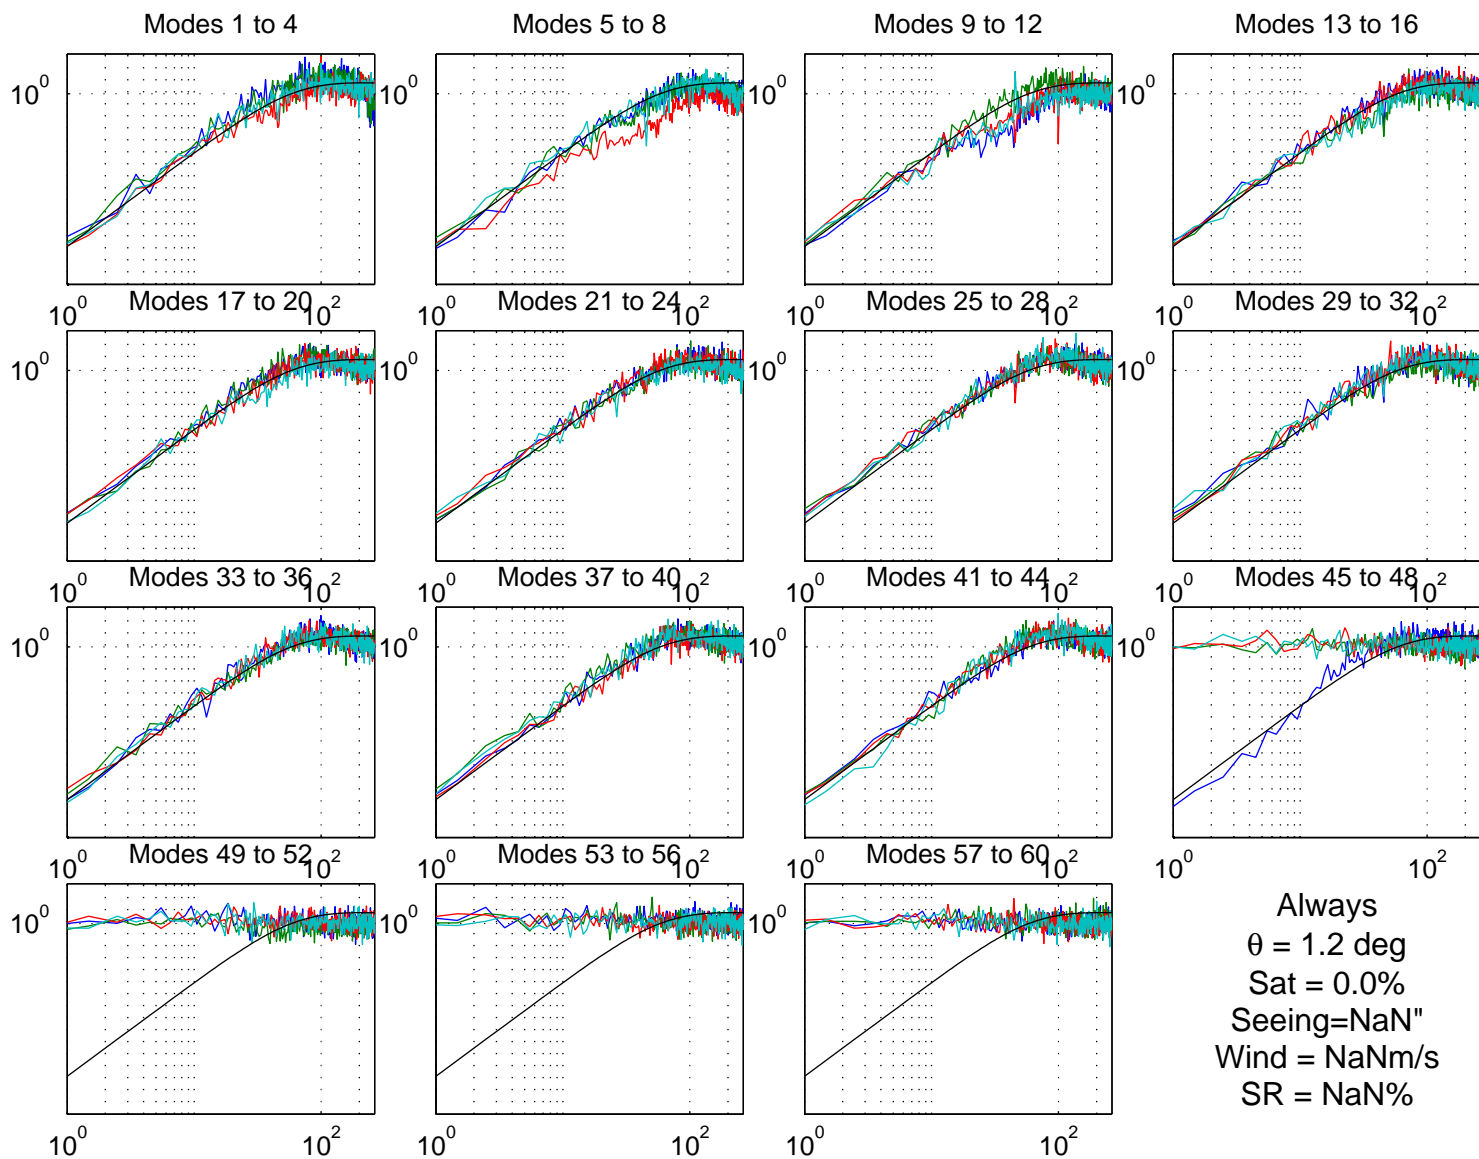 Modes 1 to 4
Modes 5 to 8
Modes 9 to 12
Modes 13 to 16
10^0
10^0
10^0
10^0
10^0
10^2
10^0
10^2
10^0
10^2
10^0
10^2
Modes 17 to 20
Modes 21 to 24
Modes 25 to 28
Modes 29 to 32
10^0
10^0
10^0
10^0
10^0
10^2
10^0
10^2
10^0
10^2
10^0
10^2
Modes 33 to 36
Modes 37 to 40
Modes 41 to 44
Modes 45 to 48
10^0
10^0
10^0
10^0
10^0
10^2
10^0
10^2
10^0
10^2
10^0
10^2
Modes 49 to 52
Modes 53 to 56
Modes 57 to 60
10^0
10^0
10^0
10^0
10^2
10^0
10^2
10^0
10^2
Always
θ = 1.2 deg
Sat = 0.0%
Seeing=NaN"
Wind = NaNm/s
SR = NaN%